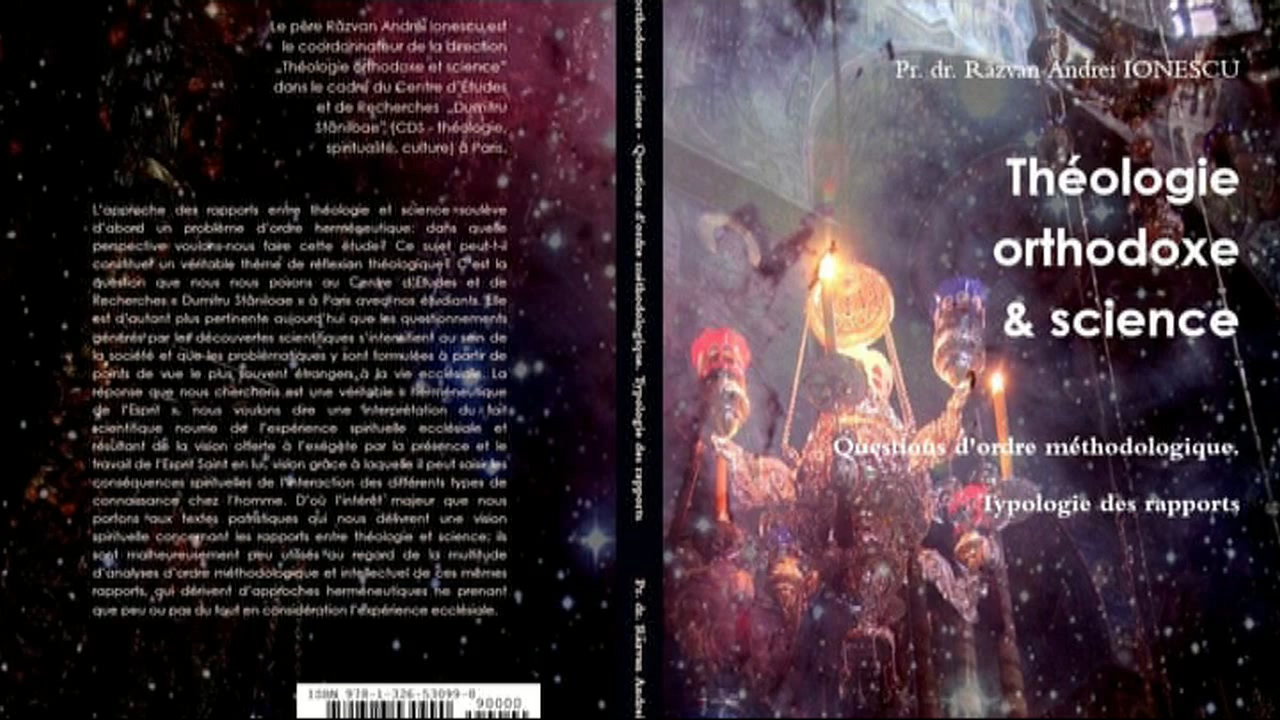 Le père Răzvan Andrei Ionescu est
le coordonnateur de la direction
„Théologie orthodoxe et science"
dans le cadre du Centre d'Études
et de Recherches „Dumitru
Stăniloae", (CDS - théologie,
spiritualité, culture) à Paris.
L'approche des rapports entre théologie et science soulève
d'abord un problème d'ordre herméneutique: dans quelle
perspective voulons-nous faire cette étude? Ce sujet peut-t-il
constituer un véritable thème de réflexion théologique? C'est la
question que nous nous posons au Centre d'Études et de
Recherches « Dumitru Stăniloae » à Paris avec nos étudiants. Elle
est d'autant plus pertinente aujourd'hui que les questionnements
générés par les découvertes scientifiques s'intensifient au sein de
la société et que les problématiques y sont formulées à partir de
points de vue le plus souvent étrangers à la vie ecclésiale. La
réponse que nous cherchons est une véritable « herméneutique
de l'Esprit », nous voulons dire une interprétation du fait
scientifique nourrie de l'expérience spirituelle ecclésiale et
résultant de la vision offerte à l'exégète par la présence et le
travail de l'Esprit Saint en lui, vision grâce à laquelle il peut saisir les
conséquences spirituelles de l'interaction des différents types de
connaissance chez l'homme. D'où l'intérêt majeur que nous
portons aux textes patristiques qui nous délivrent une vision
spirituelle concernant les rapports entre théologie et science; ils
sont malheureusement peu utilisés au regard de la multitude
d'analyses d'ordre méthodologique et intellectuel de ces mêmes
rapports, qui dérivent d'approches herméneutiques ne prenant
que peu ou pas du tout en considération l'expérience ecclésiale.
ISBN 978-1-326-53099-0
90000
orthodoxe et science - Questions d'ordre méthodologique. Typologie des rapports
Pr. dr. Răzvan Andrei
Pr. dr. Răzvan Andrei IONESCU
Théologie
orthodoxe
& science
Questions d'ordre méthodologique.
Typologie des rapports